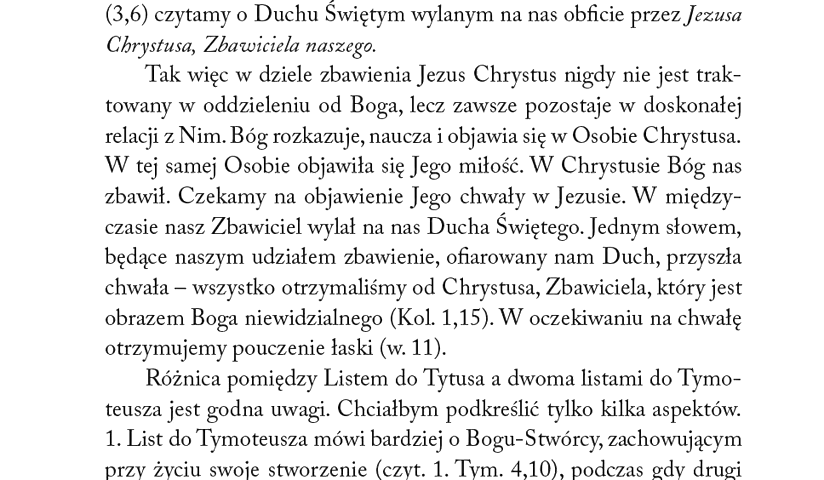 (3,6) czytamy o Duchu Świętym wylanym na nas obficie przez Jezusa
Chrystusa, Zbawiciela naszego.
Tak więc w dziele zbawienia Jezus Chrystus nigdy nie jest trak-
towany w oddzieleniu od Boga, lecz zawsze pozostaje w doskonałej
relacji z Nim. Bóg rozkazuje, naucza i objawia się w Osobie Chrystusa.
W tej samej Osobie objawiła się Jego miłość. W Chrystusie Bóg nas
zbawił. Czekamy na objawienie Jego chwały w Jezusie. W między-
czasie nasz Zbawiciel wylał na nas Ducha Świętego. Jednym słowem,
będące naszym udziałem zbawienie, ofiarowany nam Duch, przyszła
chwała – wszystko otrzymaliśmy od Chrystusa, Zbawiciela, który jest
obrazem Boga niewidzialnego (Kol. 1,15). W oczekiwaniu na chwałę
otrzymujemy pouczenie łaski (w. 11).
Różnica pomiędzy Listem do Tytusa a dwoma listami do Tymo-
teusza jest godna uwagi. Chciałbym podkreślić tylko kilka aspektów.
1. List do Tymoteusza mówi bardziej o Bogu-Stwórcy, zachowującym
przy życiu swoje stworzenie (czyt. 1. Tym. 4,10), podczas gdy drugi